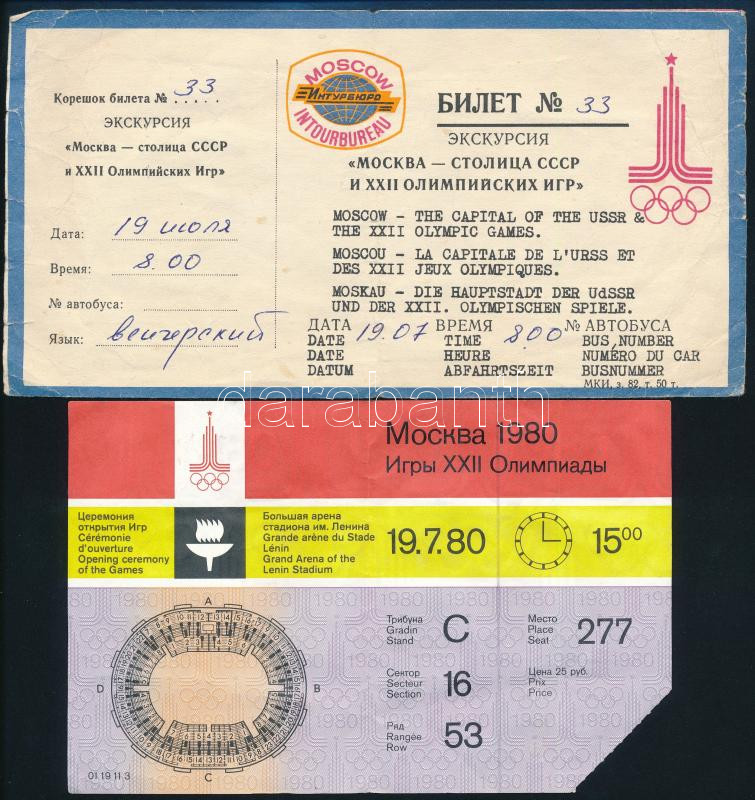 Корешок билета № 33
ЭКСКУРСИЯ
«Москва — столица СССР
и XXII Олимпийских Игр»
Дата: 19 июля
Время: 8.00
№ автобуса:
Язык: венгерский
MOSCOW
ИНТУРБЮРО
INTOURBUREAU
БИЛЕТ № 33
ЭКСКУРСИЯ
«МОСКВА — СТОЛИЦА СССР
И XXII ОЛИМПИЙСКИХ ИГР»
MOSCOW - THE CAPITAL OF THE USSR &
THE XXII OLYMPIC GAMES.
MOSCOU - LA CAPITALE DE L'URSS ET
DES XXII JEUX OLYMPIQUES.
MOSKAU - DIE HAUPTSTADT DER UdSSR
UND DER XXII. OLYMPISCHEN SPIELE.
ДАТА 19.07 ВРЕМЯ 8.00 № АВТОБУСА
DATE TIME BUS NUMBER
DATE HEURE NUMÉRO DU CAR
DATUM ABFAHRTSZEIT BUSNUMMER
МКИ, з. 82, т. 50 т.
darabanth
Москва 1980
Игры XXII Олимпиады
Церемония
открытия Игр
Cérémonie
d'ouverture
Opening ceremony
of the Games
Большая арена
стадиона им. Ленина
Grande arène du Stade
Lénin
Grand Arena of the
Lenin Stadium
19.7.80
15 00
A
B
C
D
01 19 11 3
Трибуна
Gradin
Stand
C
Место
Place
Seat
277
Сектор
Secteur
Section
16
Цена 25 руб.
Prix
Price
Ряд
Rangée
Row
53